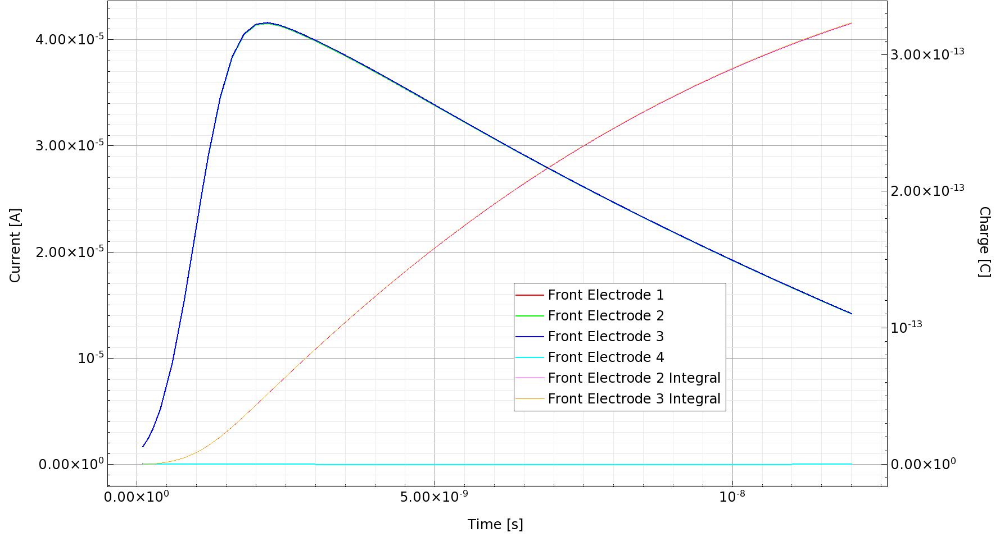 4.00×10⁻⁵
3.00×10⁻⁵
2.00×10⁻⁵
10⁻⁵
0.00×10⁰
Current [A]
3.00×10⁻¹³
2.00×10⁻¹³
10⁻¹³
0.00×10⁰
Charge [C]
Front Electrode 1
Front Electrode 2
Front Electrode 3
Front Electrode 4
Front Electrode 2 Integral
Front Electrode 3 Integral
0.00×10⁰ 5.00×10⁻⁹ 10⁻⁸
Time [s]